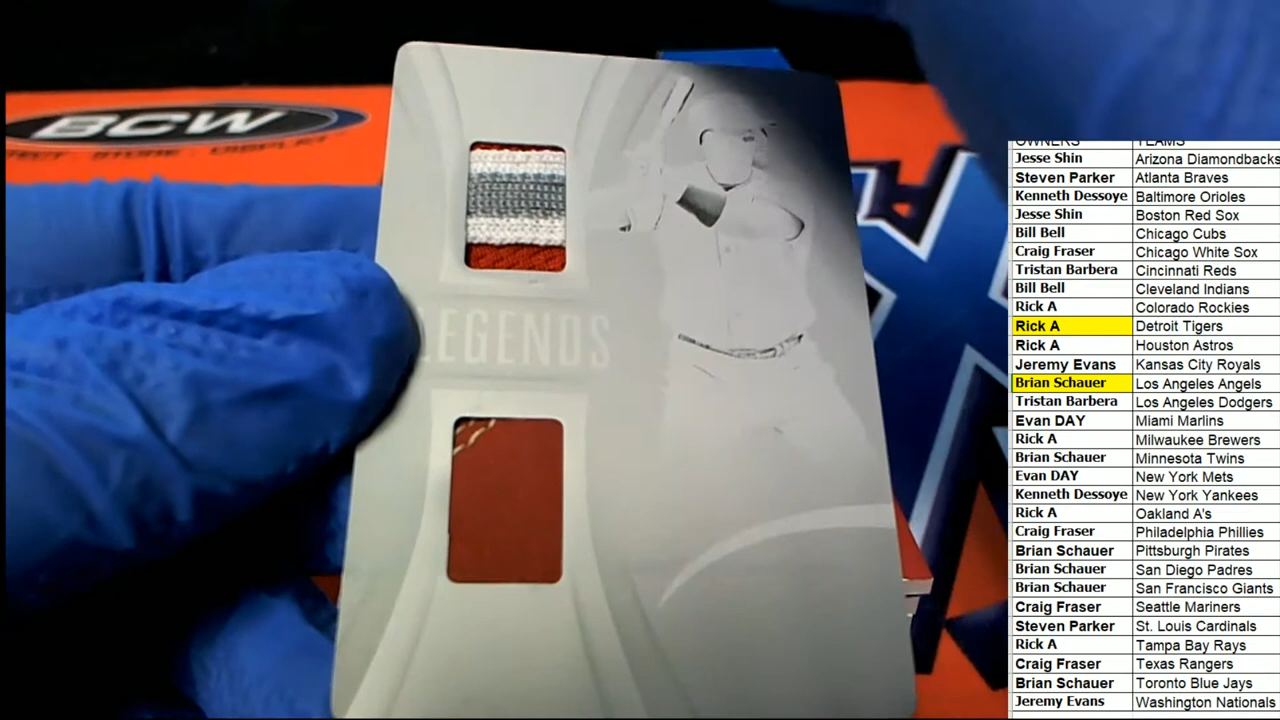 BCW
LEGENDS
OWNERS TEAMS
Jesse Shin Arizona Diamondbacks
Steven Parker Atlanta Braves
Kenneth Dessoye Baltimore Orioles
Jesse Shin Boston Red Sox
Bill Bell Chicago Cubs
Craig Fraser Chicago White Sox
Tristan Barbera Cincinnati Reds
Bill Bell Cleveland Indians
Rick A Colorado Rockies
Rick A Detroit Tigers
Rick A Houston Astros
Jeremy Evans Kansas City Royals
Brian Schauer Los Angeles Angels
Tristan Barbera Los Angeles Dodgers
Evan DAY Miami Marlins
Rick A Milwaukee Brewers
Brian Schauer Minnesota Twins
Evan DAY New York Mets
Kenneth Dessoye New York Yankees
Rick A Oakland A's
Craig Fraser Philadelphia Phillies
Brian Schauer Pittsburgh Pirates
Brian Schauer San Diego Padres
Brian Schauer San Francisco Giants
Craig Fraser Seattle Mariners
Steven Parker St. Louis Cardinals
Rick A Tampa Bay Rays
Craig Fraser Texas Rangers
Brian Schauer Toronto Blue Jays
Jeremy Evans Washington Nationals